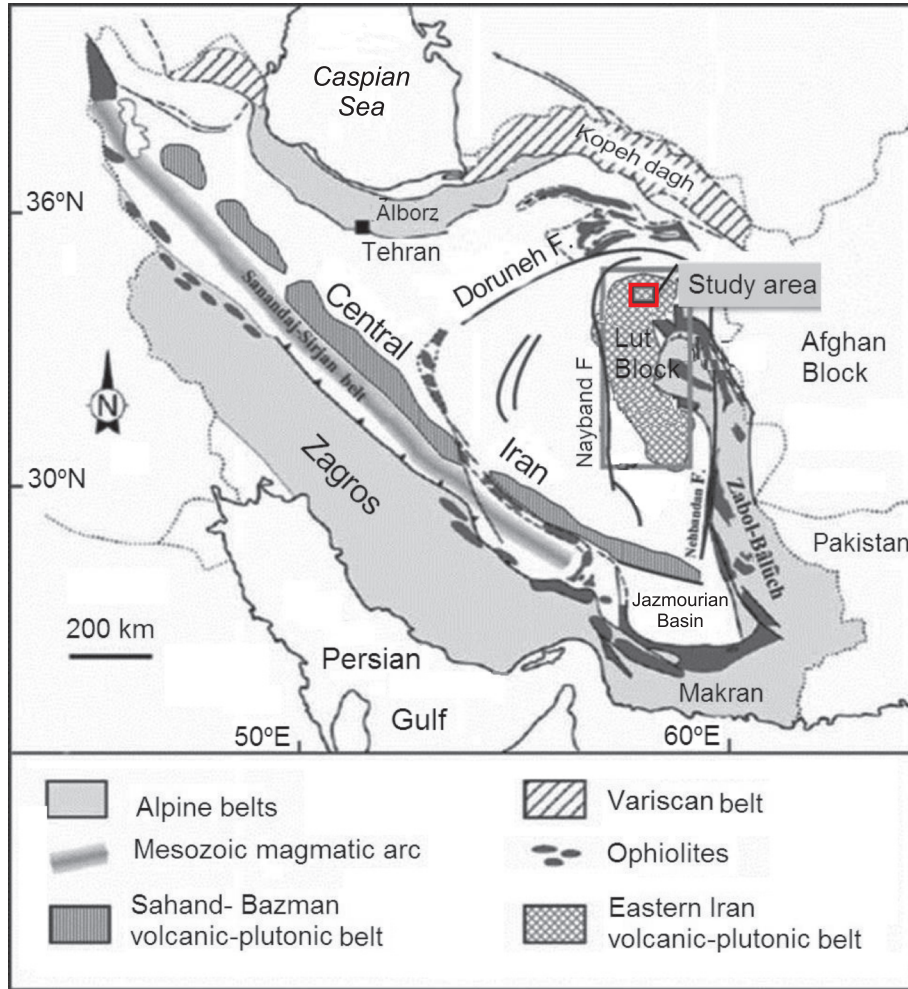 Caspian
Sea
Kopeh dagh
36ºN
Alborz
Tehran
Doruneh F.
Study area
Sanandaj-Sirjan belt
Central
Lut
Block
Afghan
Block
Nayband F
N
Zagros
Iran
30ºN
Nehbandan F.
Zabol-Balūch
Pakistan
200 km
Jazmourian
Basin
Persian
Gulf
Makran
50ºE
60ºE
Alpine belts
Variscan belt
Mesozoic magmatic arc
Ophiolites
Sahand- Bazman
volcanic-plutonic belt
Eastern Iran
volcanic-plutonic belt